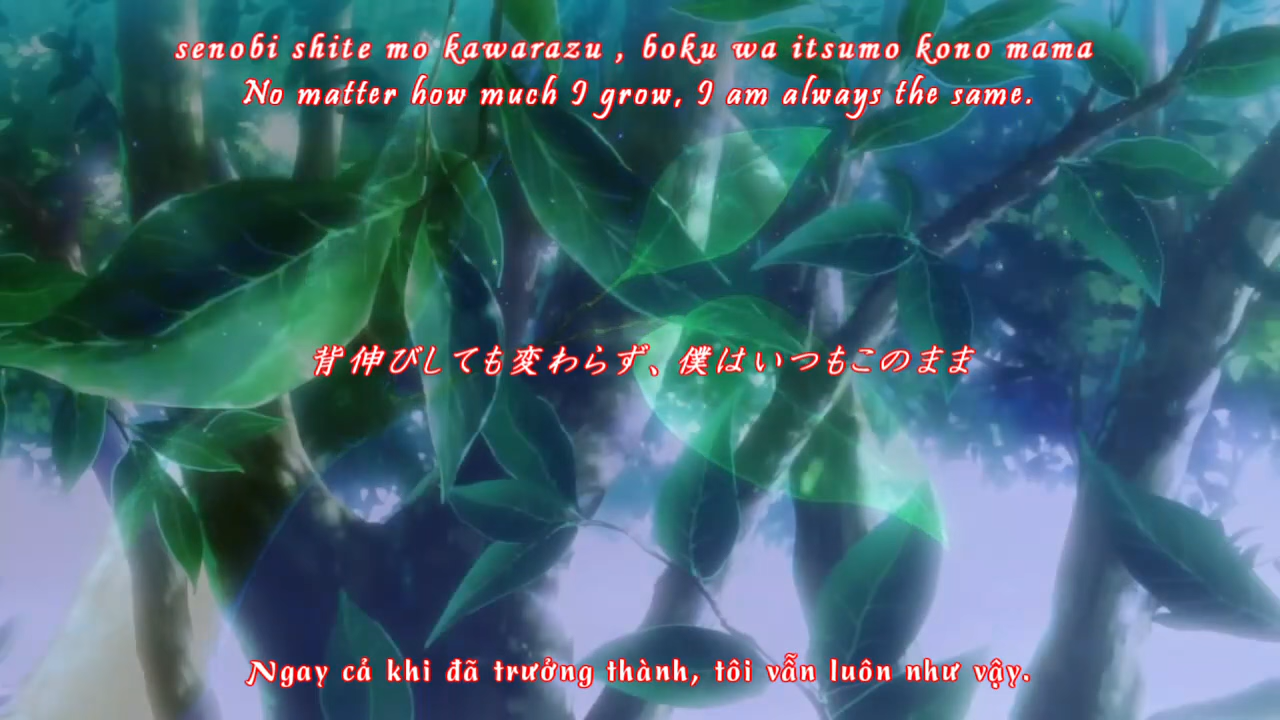 senobi shite mo kawarazu , boku wa itsumo kono mama
No matter how much I grow, I am always the same.
背伸びしても変わらず、僕はいつもこのまま
Ngay cả khi đã trưởng thành, tôi vẫn luôn như vậy.